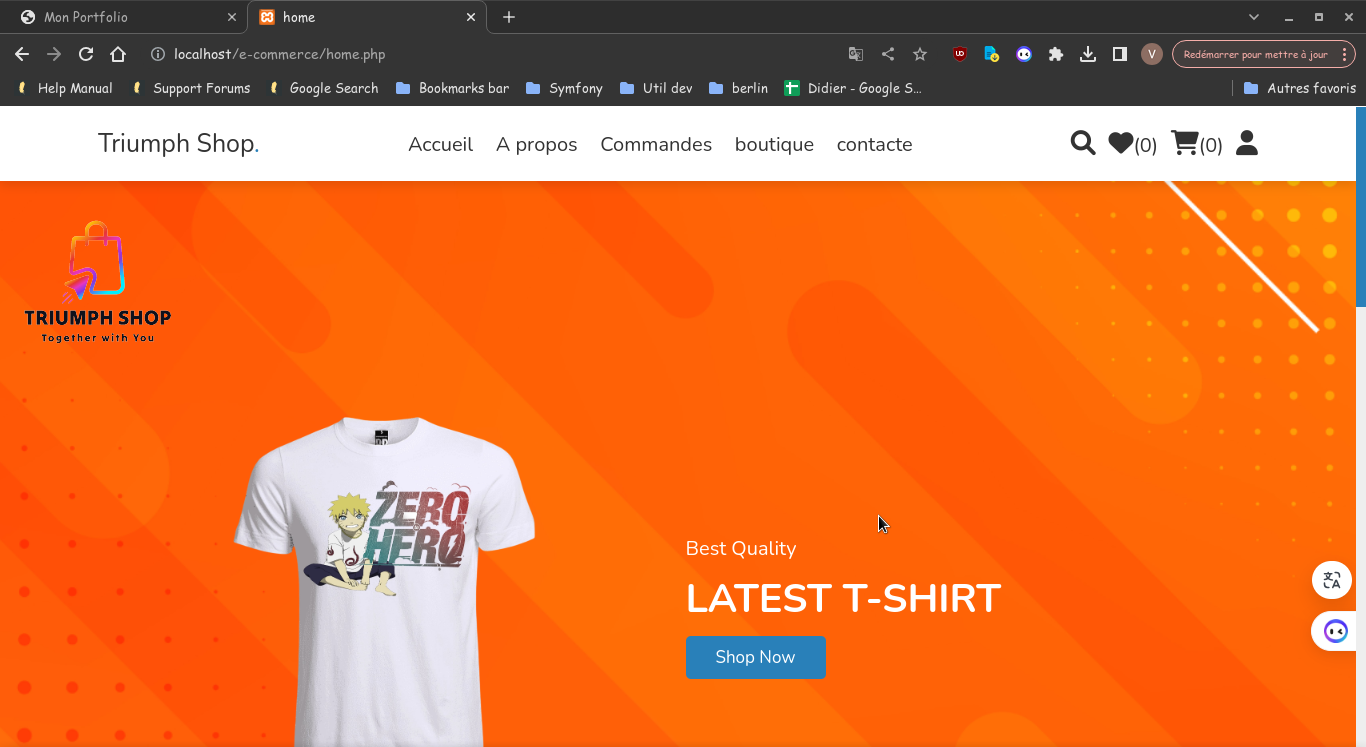 Mon Portfolio
home
localhost/e-commerce/home.php
UD
V
Redémarrer pour mettre à jour
Help Manual
Support Forums
Google Search
Bookmarks bar
Symfony
Util dev
berlin
Didier - Google S...
Autres favoris
Triumph Shop.
Accueil
A propos
Commandes
boutique
contacte
(0)
(0)
TRIUMPH SHOP
Together with You
ZERO
HERO
Best Quality
LATEST T-SHIRT
Shop Now